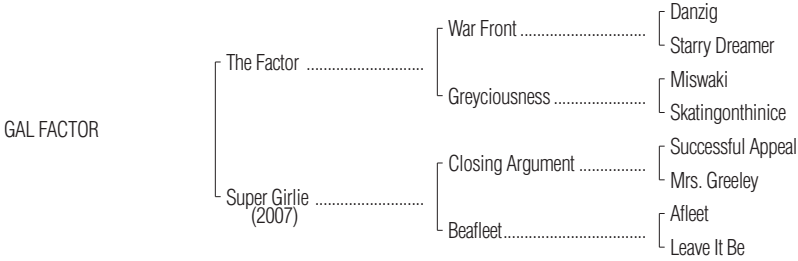 Danzig
War Front ..............................
Starry Dreamer
The Factor ............................
Miswaki
Greyciousness ......................
Skatingonthinice
GAL FACTOR
Successful Appeal
Closing Argument ................
Mrs. Greeley
Super Girlie ..........................
(2007)
Afleet
Beafleet..................................
Leave It Be